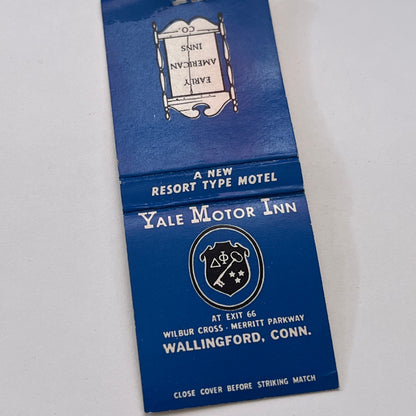 EARLY
AMERICAN
INNS
CO.
A NEW
RESORT TYPE MOTEL
YALE MOTOR INN
ΔΦ
AT EXIT 66
WILBUR CROSS - MERRITT PARKWAY
WALLINGFORD, CONN.
CLOSE COVER BEFORE STRIKING MATCH